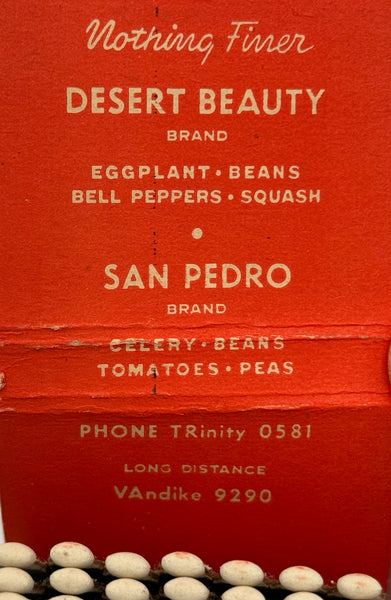 Nothing Finer
DESERT BEAUTY
BRAND
EGGPLANT • BEANS
BELL PEPPERS • SQUASH
•
SAN PEDRO
BRAND
CELERY • BEANS
TOMATOES • PEAS
PHONE TRinity 0581
LONG DISTANCE
VAndike 9290